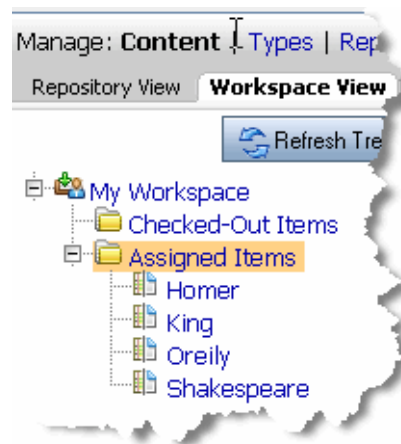 Manage: Content | Types | Rep
Repository View Workspace View
Refresh Tre
My Workspace
Checked-Out Items
Assigned Items
Homer
King
Oreily
Shakespeare